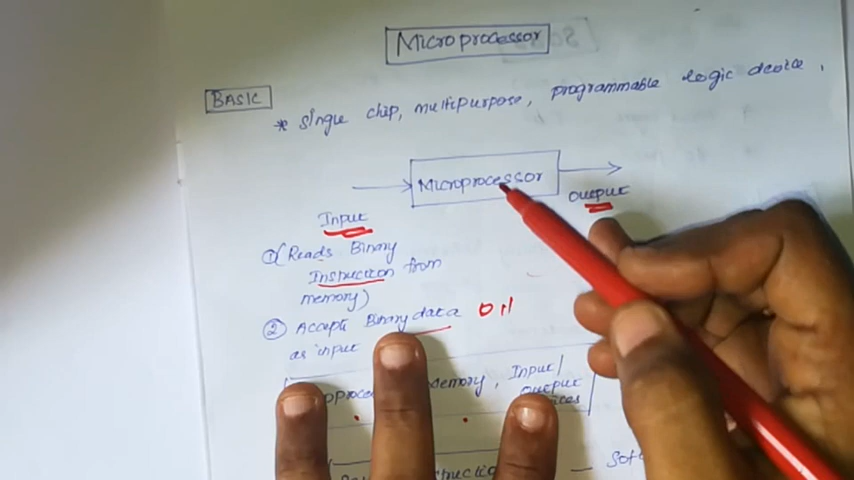 Microprocessor
BASIC
* Single chip, multipurpose, programmable logic device.
Microprocessor
Input
output
① (Reads Binary
Instruction from
memory)
② Accepts Binary data 0,1
as input
Memory, Input/
output